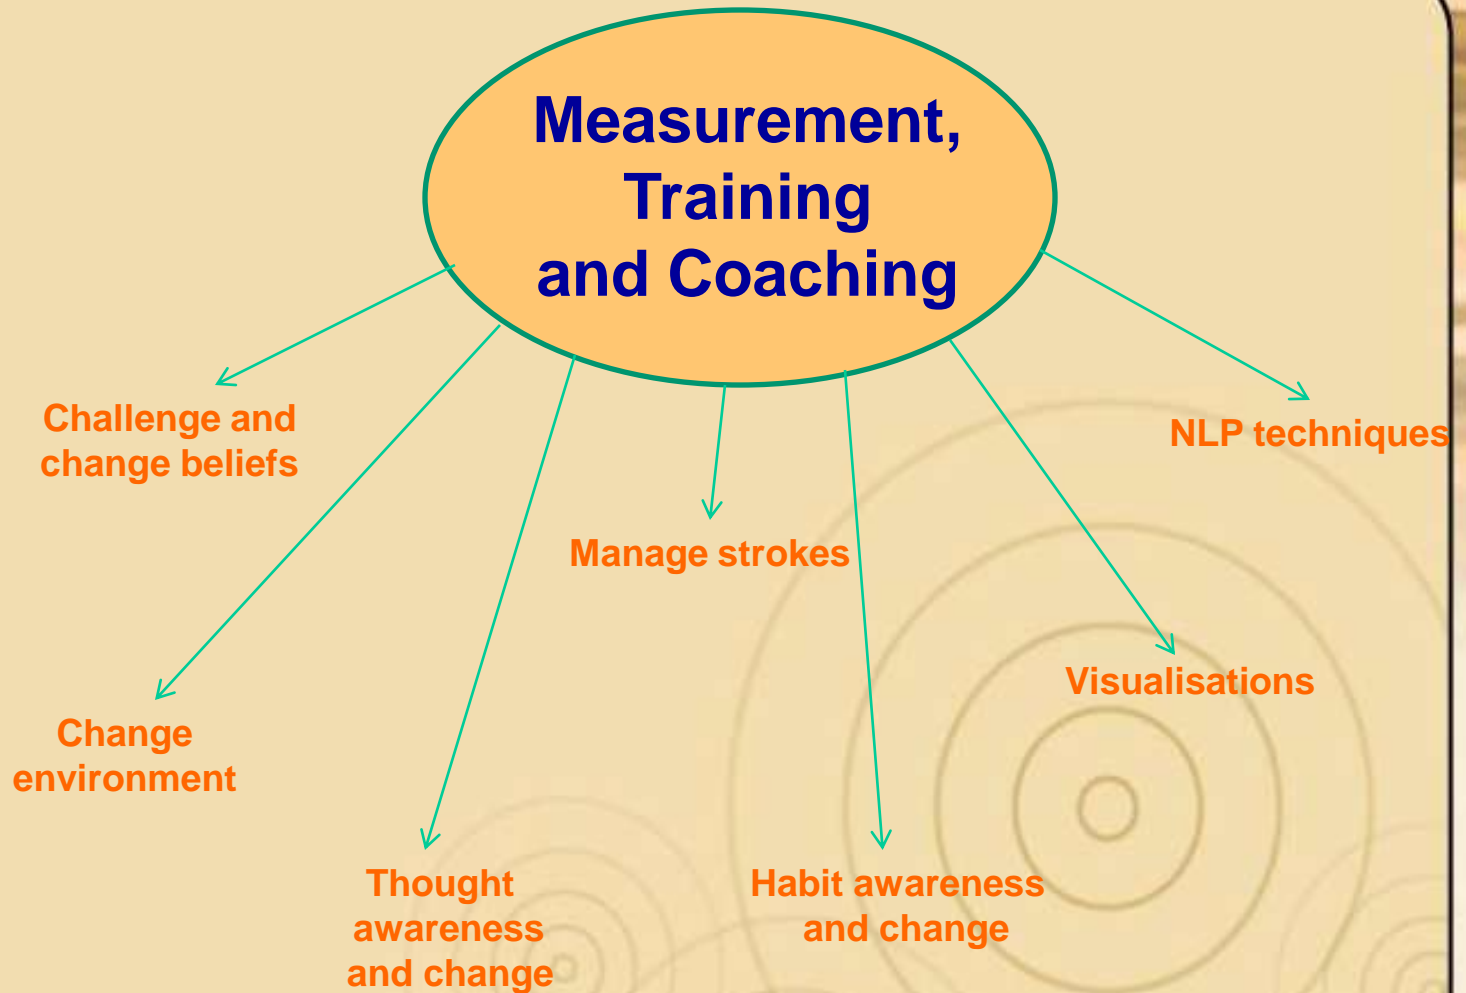 Measurement,
Training
and Coaching
Challenge and
change beliefs
NLP techniques
Manage strokes
Visualisations
Change
environment
Thought
awareness
and change
Habit awareness
and change